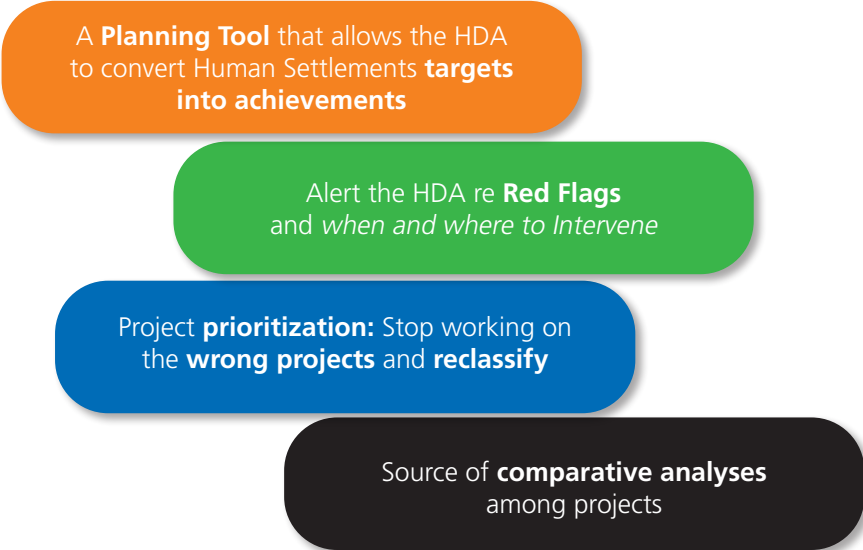 A Planning Tool that allows the HDA
to convert Human Settlements targets
into achievements
Alert the HDA re Red Flags
and when and where to Intervene
Project prioritization: Stop working on
the wrong projects and reclassify
Source of comparative analyses
among projects